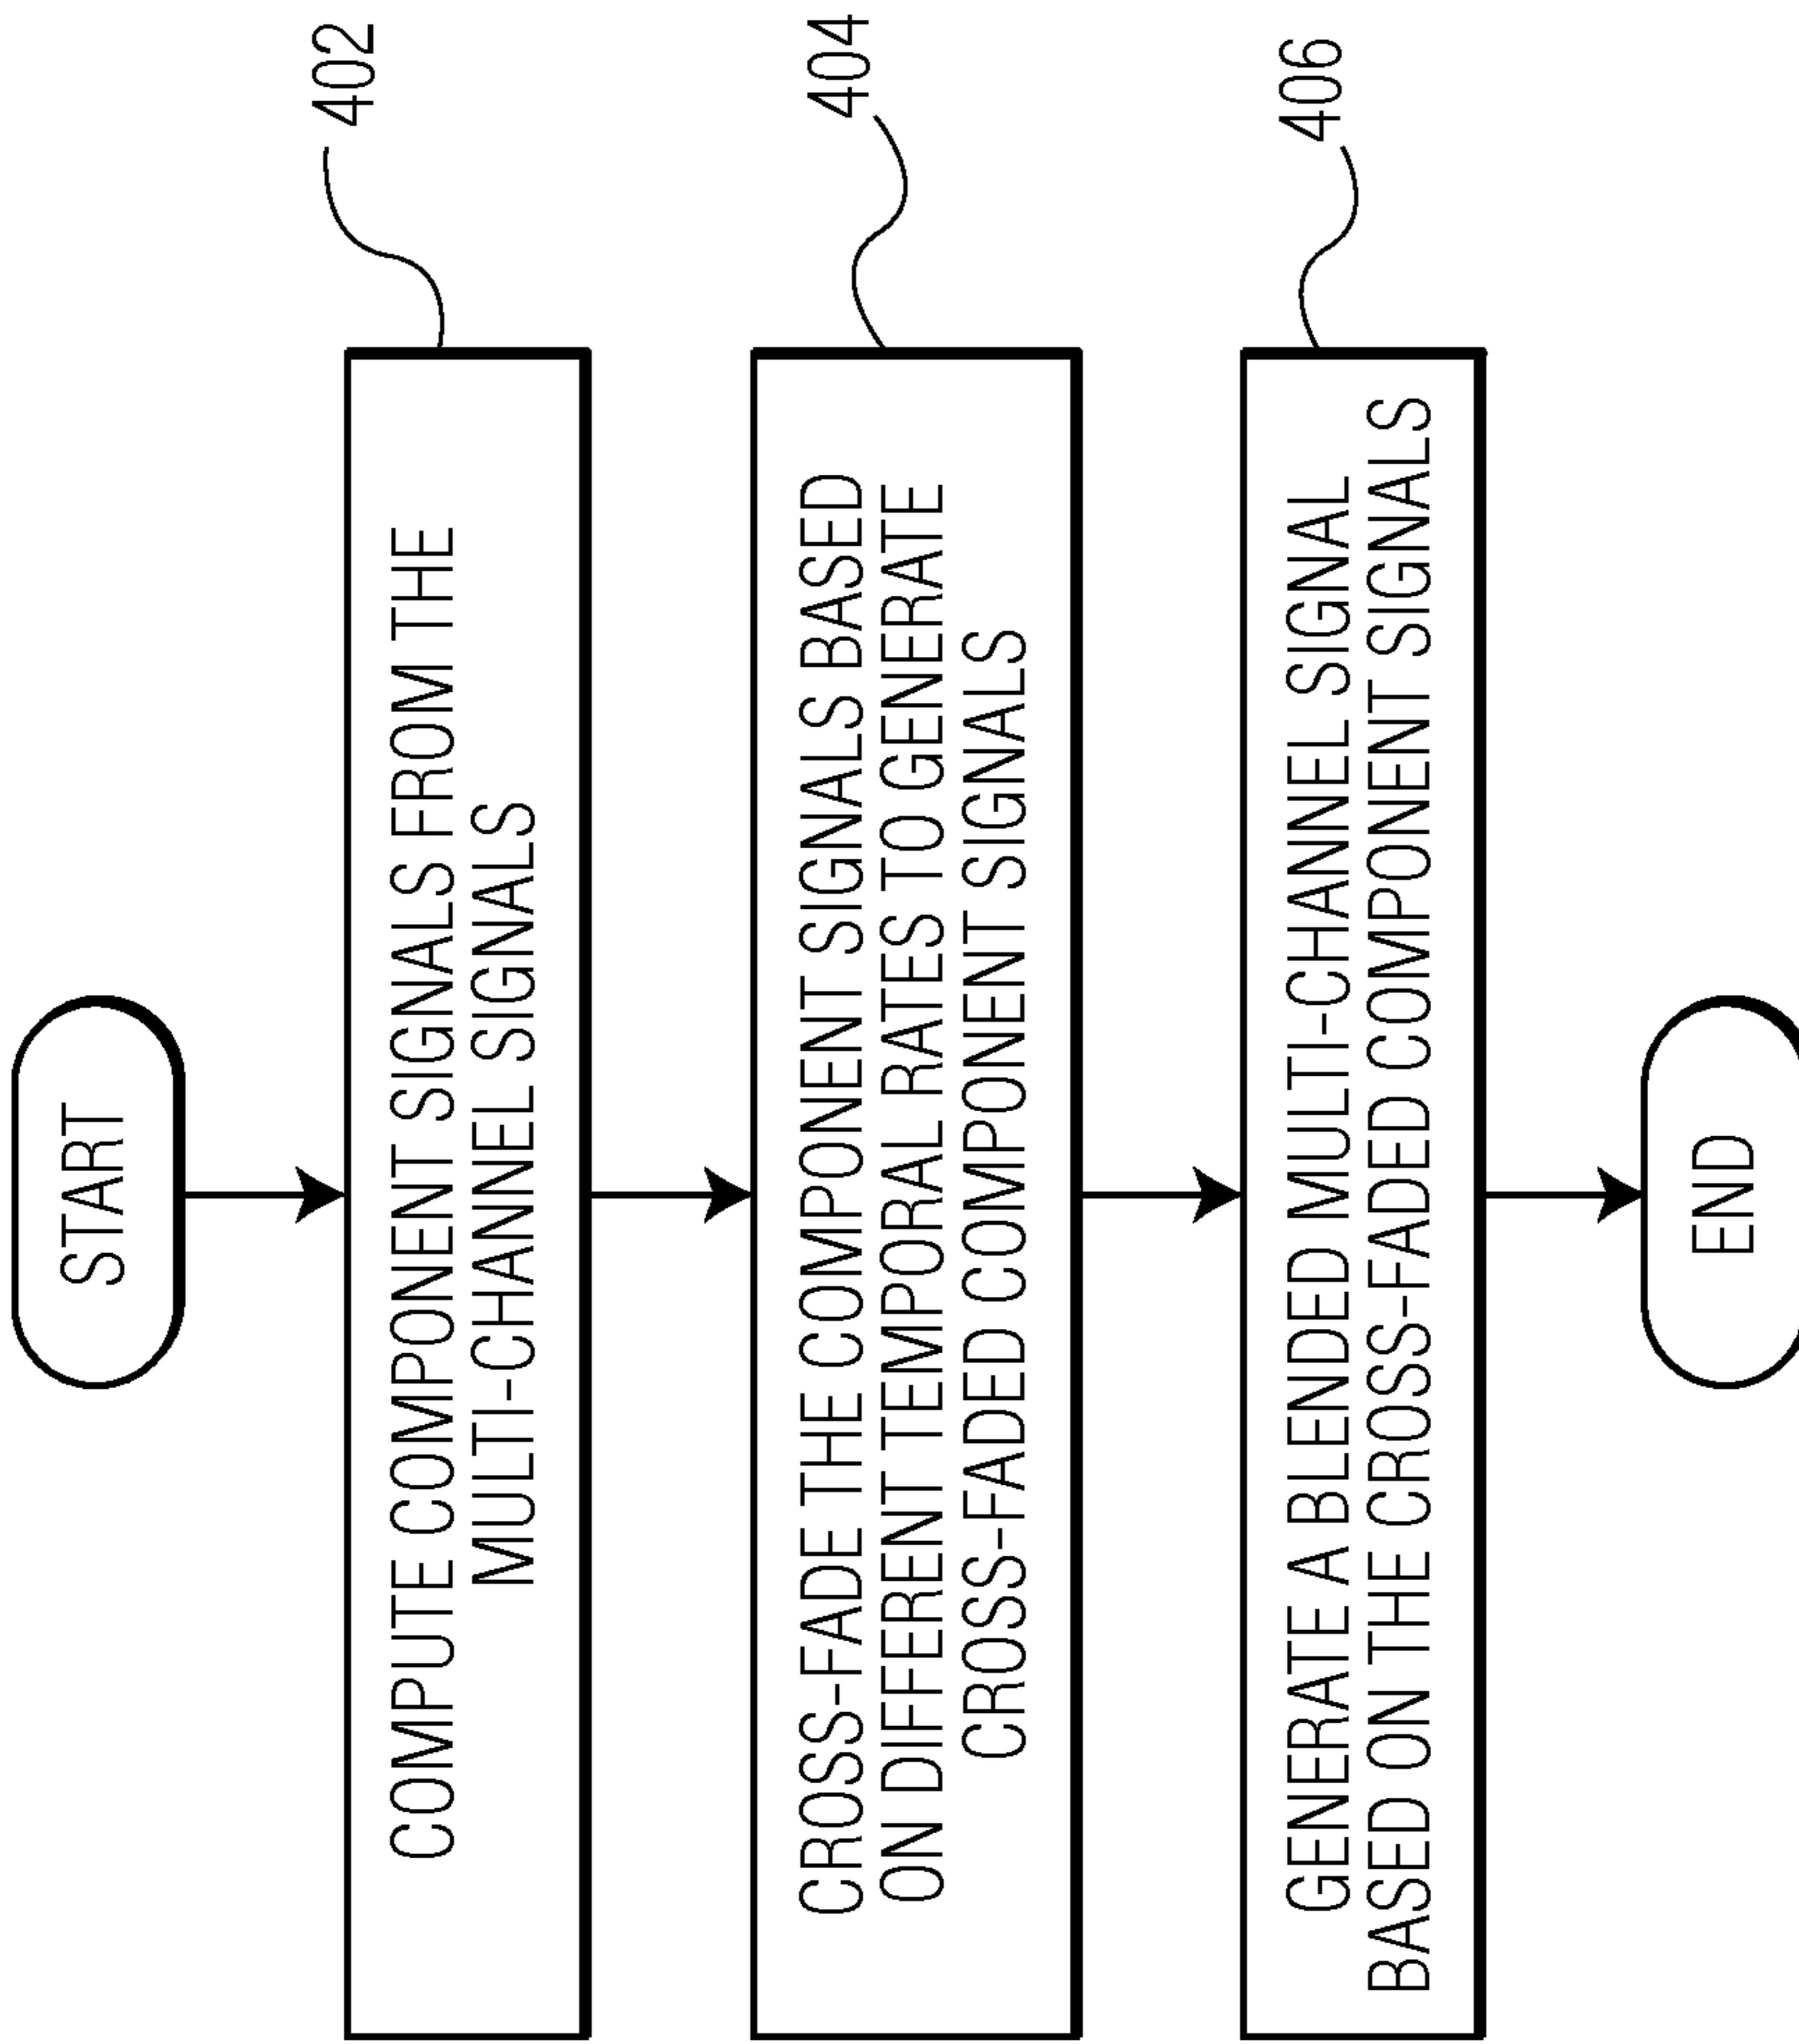 START
COMPUTE COMPONENT SIGNALS FROM THE
MULTI-CHANNEL SIGNALS
402
CROSS-FADE THE COMPONENT SIGNALS BASED
ON DIFFERENT TEMPORAL RATES TO GENERATE
CROSS-FADED COMPONENT SIGNALS
404
GENERATE A BLENDED MULTI-CHANNEL SIGNAL
BASED ON THE CROSS-FADED COMPONENT SIGNALS
406
END